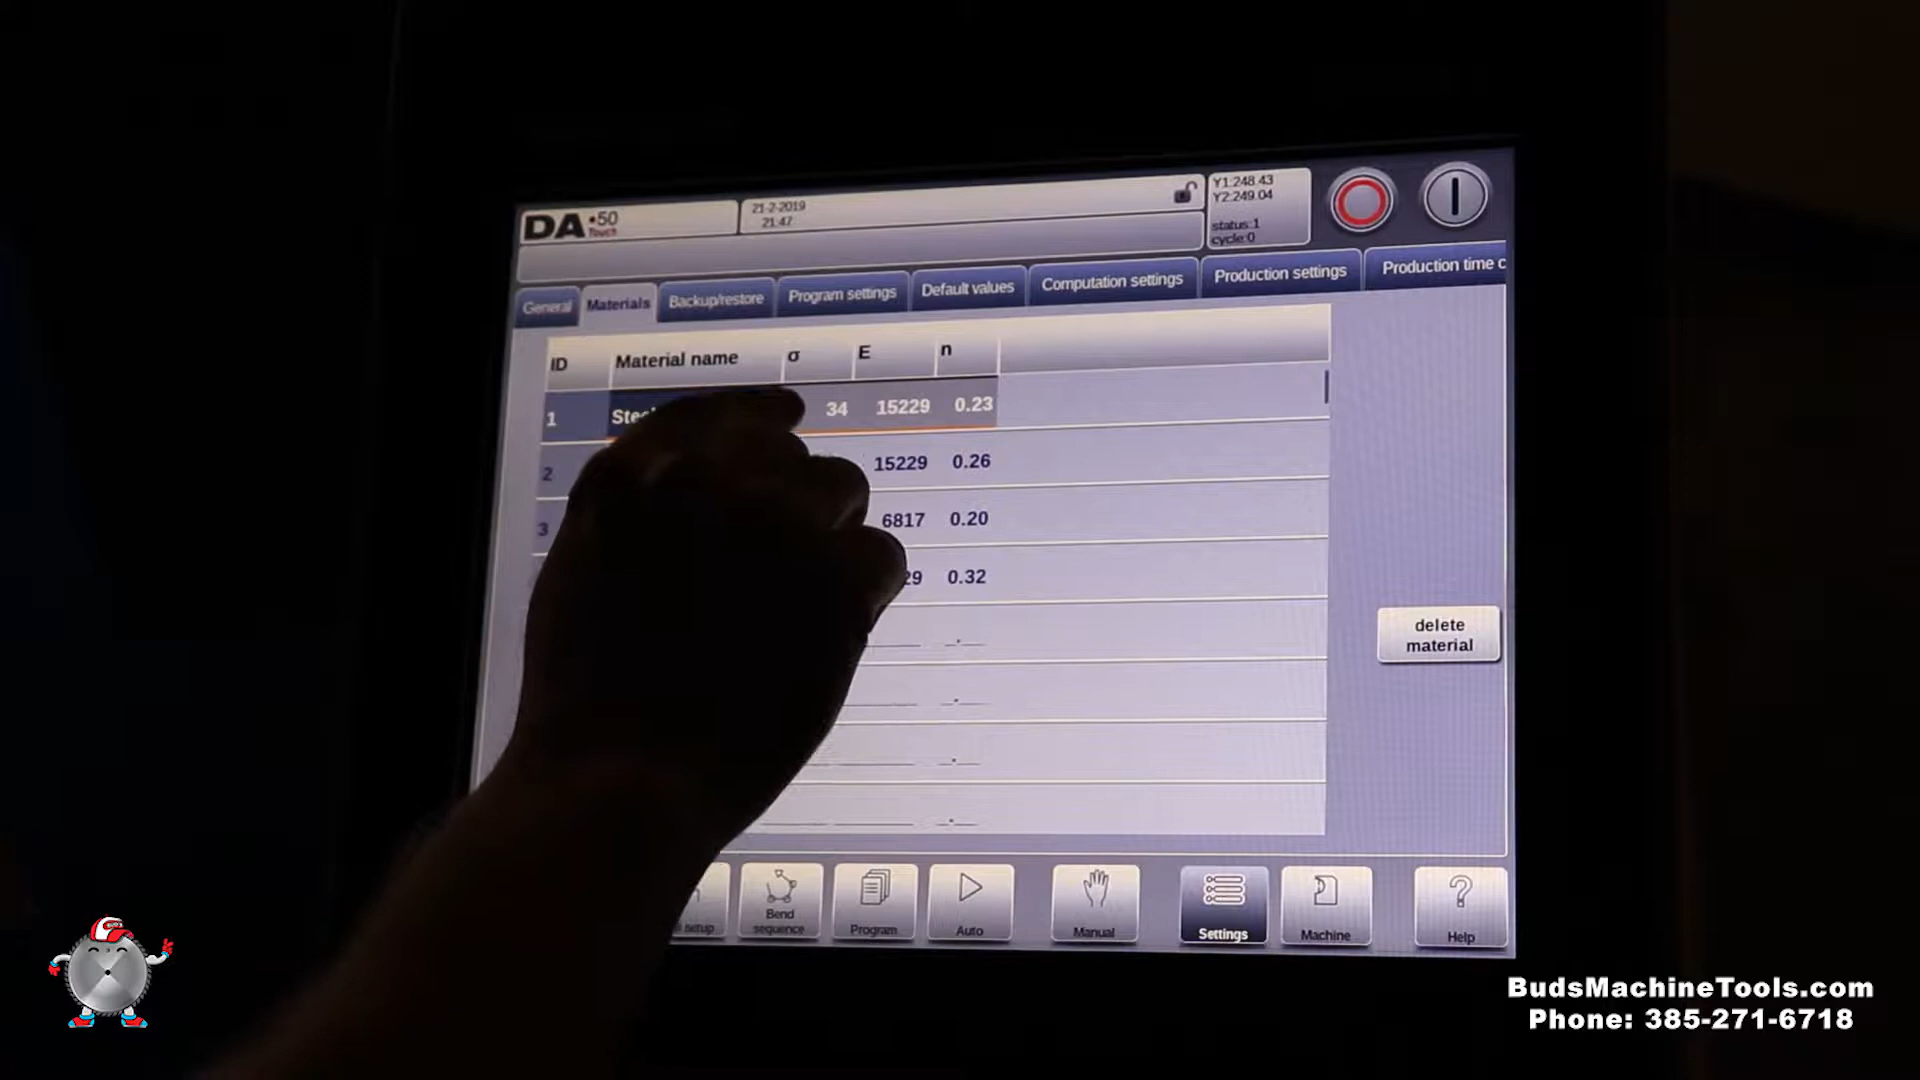 DA•50
Touch
21-2-2019
21:47
Y1:248.43
Y2:249.04
status:1
cycle:0
General
Materials
Backup/restore
Program settings
Default values
Computation settings
Production settings
Production time c
ID Material name σ E n
1 34 15229 0.23
2 15229 0.26
3 6817 0.20
29 0.32
delete
material
setup
Bend
sequence
Program
Auto
Manual
Settings
Machine
Help
BudsMachineTools.com
Phone: 385-271-6718